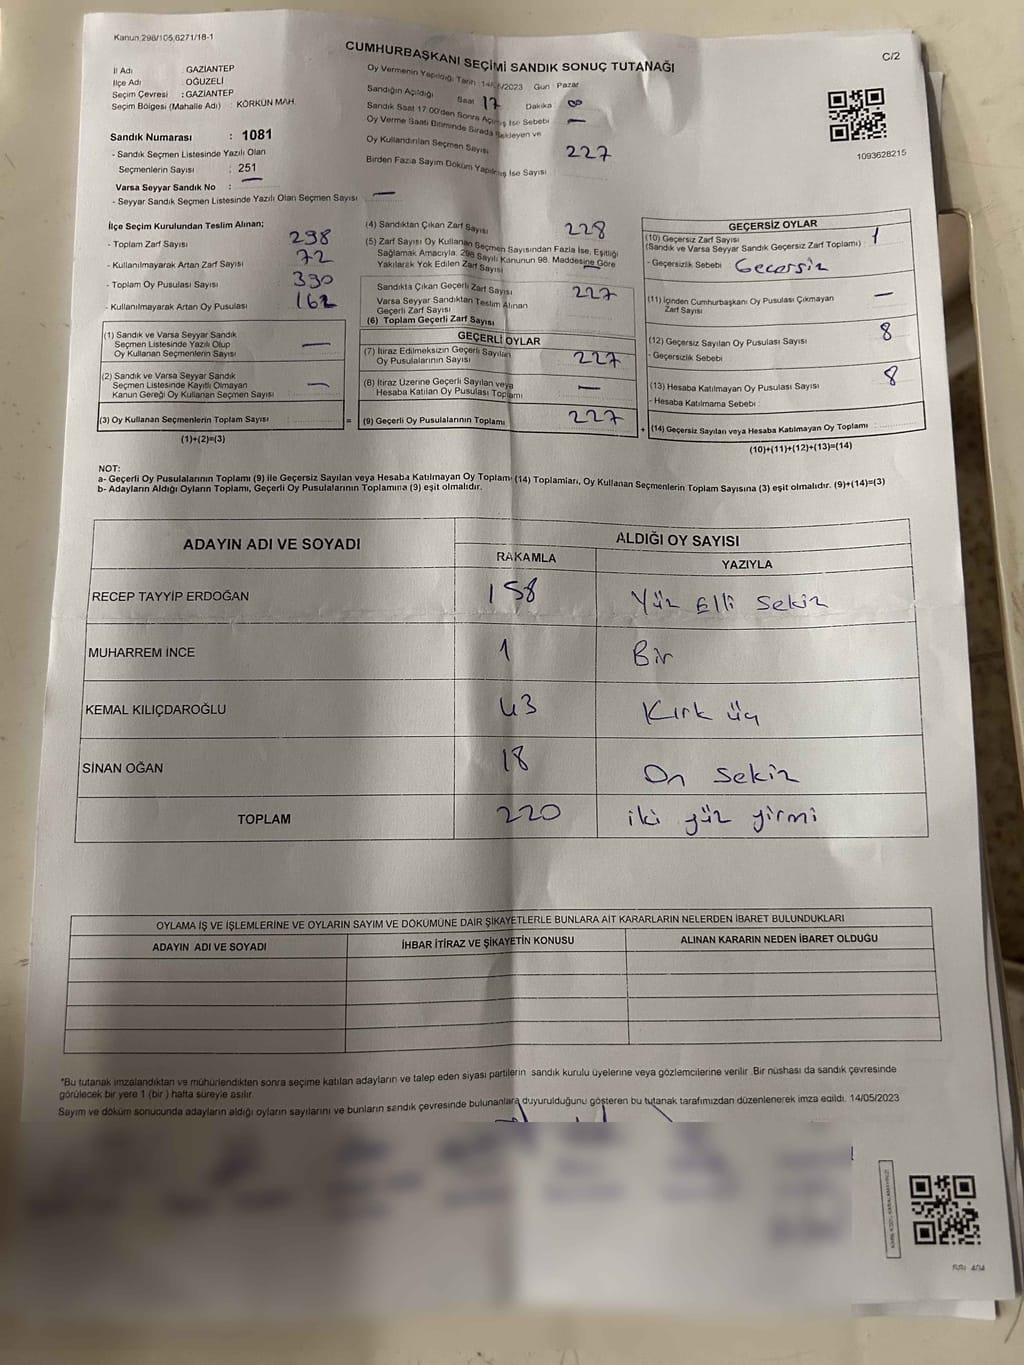 Kanun 298/105,6271/18-1
CUMHURBAŞKANI SEÇİMİ SANDIK SONUÇ TUTANAĞI
C/2
İl Adı : GAZİANTEP
İlçe Adı : OĞUZELİ
Seçim Çevresi : GAZİANTEP
Seçim Bölgesi (Mahalle Adı) : KÖRKÜN MAH.
Sandık Numarası : 1081
- Sandık Seçmen Listesinde Yazılı Olan
Seçmenlerin Sayısı : 251
Varsa Seyyar Sandık No : —
- Seyyar Sandık Seçmen Listesinde Yazılı Olan Seçmen Sayısı —
Oy Vermenin Yapıldığı Tarih : 14/ /2023 Gün : Pazar
Sandığın Açıldığı Saat 17 Dakika 00
Sandık Saat 17:00'den Sonra Açılmış İse Sebebi —
Oy Verme Saati Bitiminde Sırada Bekleyen ve
Oy Kullandırılan Seçmen Sayısı 227
Birden Fazla Sayım Döküm Yapılmış İse Sayısı
1093628215
İlçe Seçim Kurulundan Teslim Alınan;
- Toplam Zarf Sayısı 298
- Kullanılmayarak Artan Zarf Sayısı 72
- Toplam Oy Pusulası Sayısı 390
- Kullanılmayarak Artan Oy Pusulası 162
(1) Sandık ve Varsa Seyyar Sandık
Seçmen Listesinde Yazılı Olup
Oy Kullanan Seçmenlerin Sayısı —
(2) Sandık ve Varsa Seyyar Sandık
Seçmen Listesinde Kayıtlı Olmayan
Kanun Gereği Oy Kullanan Seçmen Sayısı —
(3) Oy Kullanan Seçmenlerin Toplam Sayısı =
(1)+(2)=(3)
(4) Sandıktan Çıkan Zarf Sayısı 228
(5) Zarf Sayısı Oy Kullanan Seçmen Sayısından Fazla İse, Eşitliği
Sağlamak Amacıyla; 298 Sayılı Kanunun 98. Maddesine Göre
Yakılarak Yok Edilen Zarf Sayısı —
Sandıkta Çıkan Geçerli Zarf Sayısı 227
Varsa Seyyar Sandıktan Teslim Alınan
Geçerli Zarf Sayısı
(6) Toplam Geçerli Zarf Sayısı
GEÇERLİ OYLAR
(7) İtiraz Edilmeksizin Geçerli Sayılan
Oy Pusulalarının Sayısı 227
(8) İtiraz Üzerine Geçerli Sayılan veya
Hesaba Katılan Oy Pusulası Toplamı —
(9) Geçerli Oy Pusulalarının Toplamı 227 +
GEÇERSİZ OYLAR
(10) Geçersiz Zarf Sayısı
(Sandık ve Varsa Seyyar Sandık Geçersiz Zarf Toplamı) : 1
- Geçersizlik Sebebi Geçersiz
(11) İçinden Cumhurbaşkanı Oy Pusulası Çıkmayan
Zarf Sayısı —
(12) Geçersiz Sayılan Oy Pusulası Sayısı 8
- Geçersizlik Sebebi
(13) Hesaba Katılmayan Oy Pusulası Sayısı 8
- Hesaba Katılmama Sebebi :
(14) Geçersiz Sayılan veya Hesaba Katılmayan Oy Toplamı
(10)+(11)+(12)+(13)=(14)
NOT:
a- Geçerli Oy Pusulalarının Toplamı (9) ile Geçersiz Sayılan veya Hesaba Katılmayan Oy Toplamı (14) Toplamları, Oy Kullanan Seçmenlerin Toplam Sayısına (3) eşit olmalıdır. (9)+(14)=(3)
b- Adayların Aldığı Oyların Toplamı, Geçerli Oy Pusulalarının Toplamına (9) eşit olmalıdır.
ADAYIN ADI VE SOYADI ALDIĞI OY SAYISI
RAKAMLA YAZIYLA
RECEP TAYYİP ERDOĞAN 158 Yüz Elli sekiz
MUHARREM İNCE 1 Bir
KEMAL KILIÇDAROĞLU 43 Kırk üç
SİNAN OĞAN 18 On sekiz
TOPLAM 220 iki yüz yirmi
OYLAMA İŞ VE İŞLEMLERİNE VE OYLARIN SAYIM VE DÖKÜMÜNE DAİR ŞİKAYETLERLE BUNLARA AİT KARARLARIN NELERDEN İBARET BULUNDUKLARI
ADAYIN ADI VE SOYADI İHBAR İTİRAZ VE ŞİKAYETİN KONUSU ALINAN KARARIN NEDEN İBARET OLDUĞU
*Bu tutanak imzalandıktan ve mühürlendikten sonra seçime katılan adayların ve talep eden siyasi partilerin sandık kurulu üyelerine veya gözlemcilerine verilir .Bir nüshası da sandık çevresinde
görülecek bir yere 1 (bir ) hafta süreyle asılır.
Sayım ve döküm sonucunda adayların aldığı oyların sayılarını ve bunların sandık çevresinde bulunanlara duyurulduğunu gösteren bu tutanak tarafımızdan düzenlenerek imza edildi. 14/05/2023